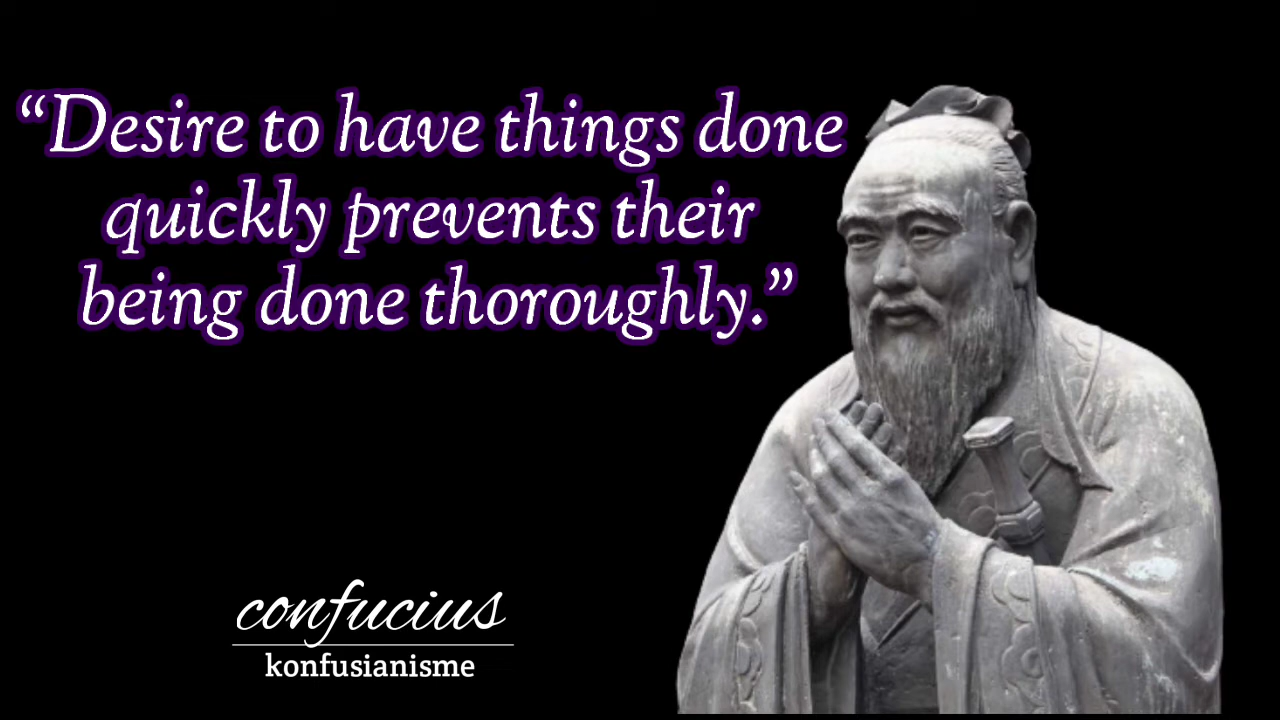 “Desire to have things done
quickly prevents their
being done thoroughly.”
confucius
konfusianisme